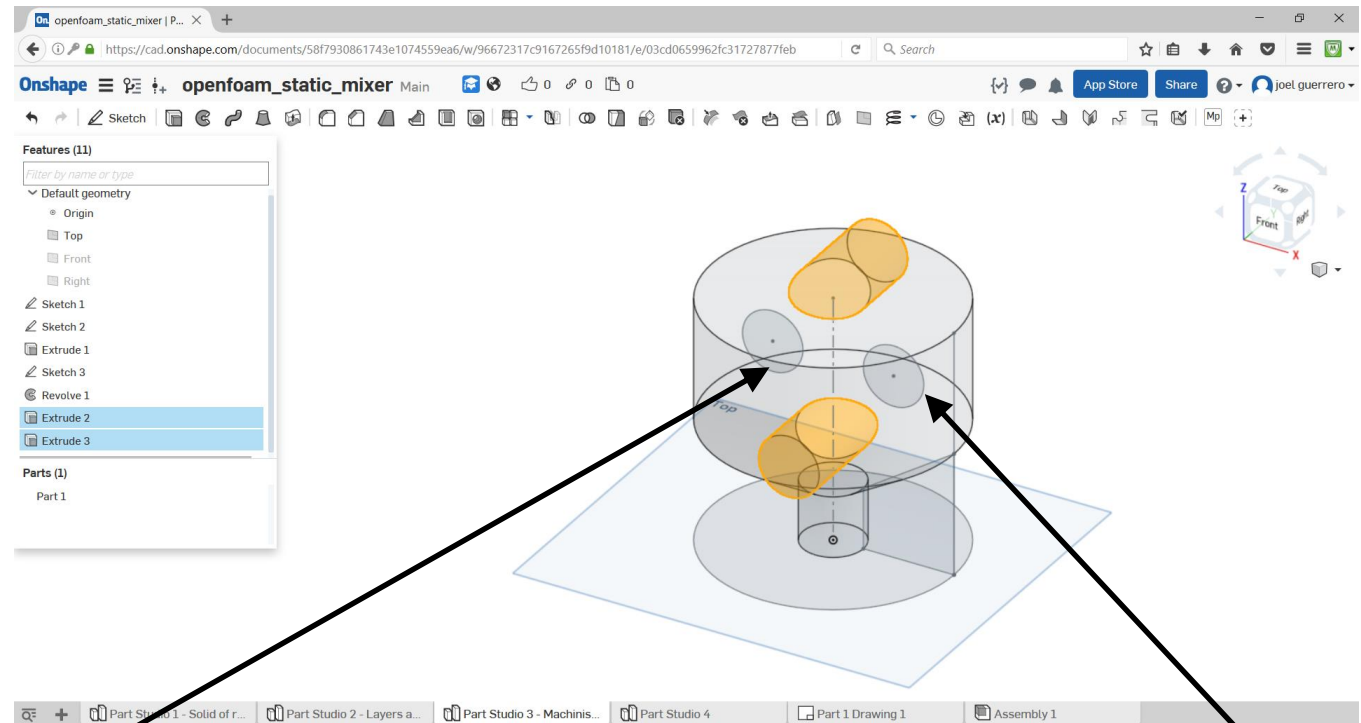 On openfoam_static_mixer | P... × +
https://cad.onshape.com/documents/58f7930861743e1074559ea6/w/96672317c9167265f9d10181/e/03cd0659962fc31727877feb Search
Onshape openfoam_static_mixer Main 0 0 0 App Store Share joel guerrero
Sketch (x) Mp
Features (11)
Filter by name or type
Default geometry
Origin
Top
Front
Right
Sketch 1
Sketch 2
Extrude 1
Sketch 3
Revolve 1
Extrude 2
Extrude 3
Parts (1)
Part 1
Z Top
Front Right
X
Top
Part Studio 1 - Solid of r... Part Studio 2 - Layers a... Part Studio 3 - Machinis... Part Studio 4 Part 1 Drawing 1 Assembly 1